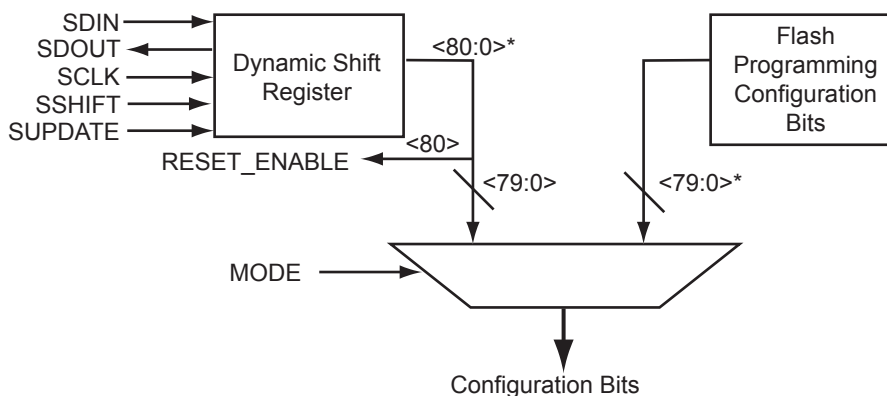 SDIN
SDOUT
SCLK
SSHIFT
SUPDATE
Dynamic Shift
Register
<80:0>*
Flash
Programming
Configuration
Bits
<80>
RESET_ENABLE
<79:0>
<79:0>*
MODE
Configuration Bits